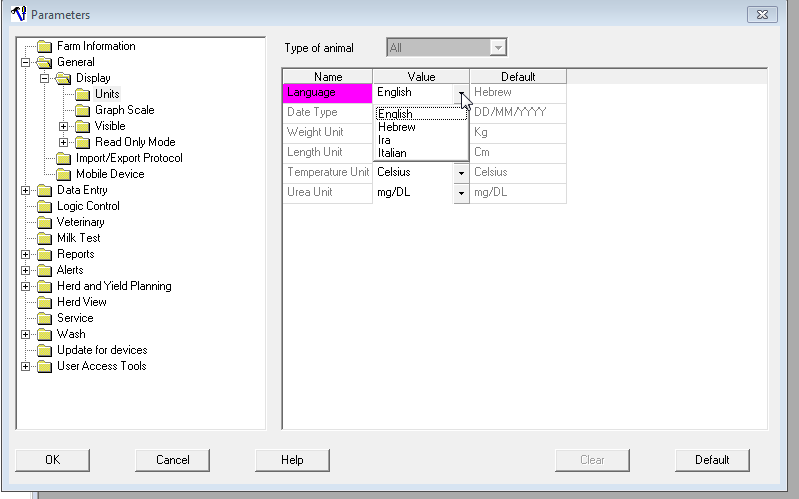 Parameters
Farm Information
General
Display
Units
Graph Scale
Visible
Read Only Mode
Import/Export Protocol
Mobile Device
Data Entry
Logic Control
Veterinary
Milk Test
Reports
Alerts
Herd and Yield Planning
Herd View
Service
Wash
Update for devices
User Access Tools
Type of animal All
Name Value Default
Language English Hebrew
Date Type English DD/MM/YYYY
Weight Unit Hebrew Kg
Length Unit Ira Cm
Italian
Temperature Unit Celsius Celsius
Urea Unit mg/DL mg/DL
OK Cancel Help Clear Default